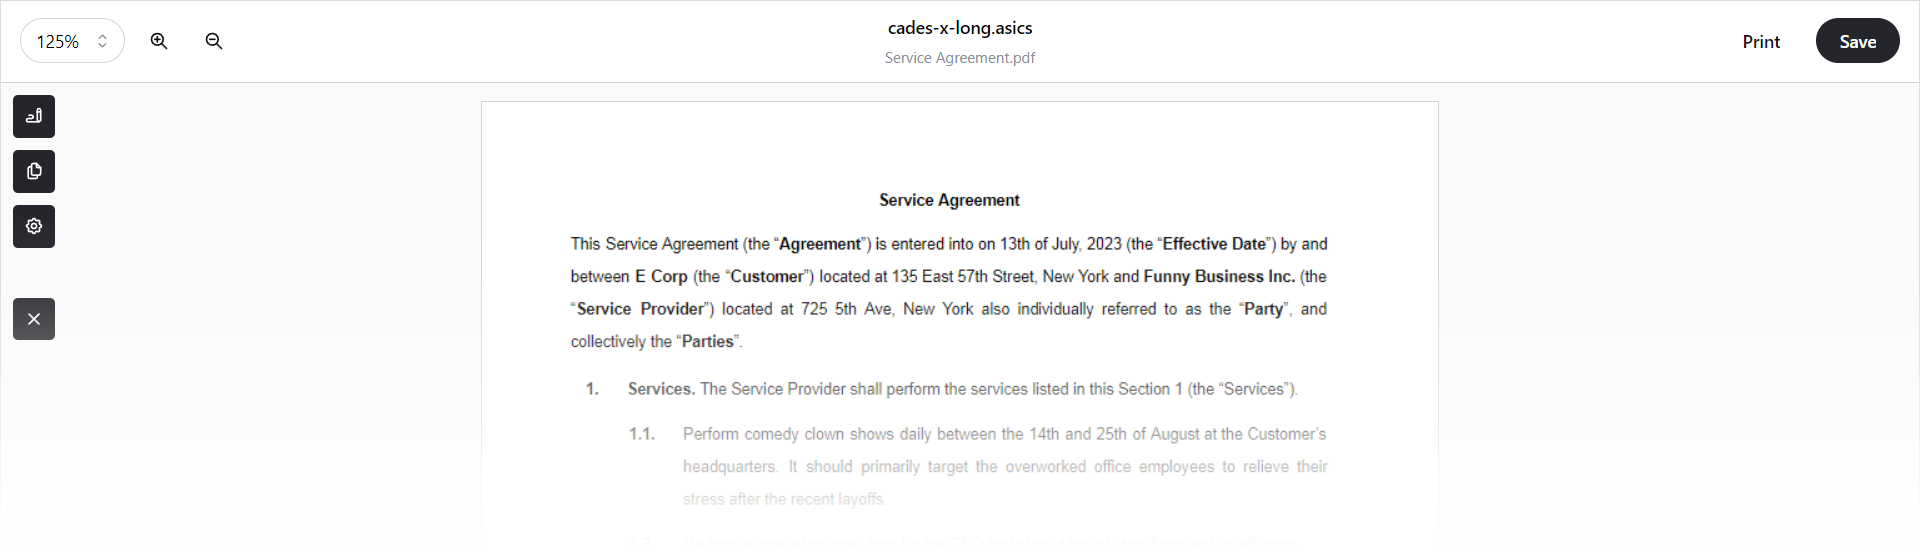 125%
cades-x-long.asics
Service Agreement.pdf
Print
Save
Service Agreement
This Service Agreement (the “Agreement”) is entered into on 13th of July, 2023 (the “Effective Date”) by and
between E Corp (the “Customer”) located at 135 East 57th Street, New York and Funny Business Inc. (the
“Service Provider”) located at 725 5th Ave, New York also individually referred to as the “Party”, and
collectively the “Parties”.
1. Services. The Service Provider shall perform the services listed in this Section 1 (the “Services”).
1.1. Perform comedy clown shows daily between the 14th and 25th of August at the Customer’s
headquarters. It should primarily target the overworked office employees to relieve their
stress after the recent layoffs.